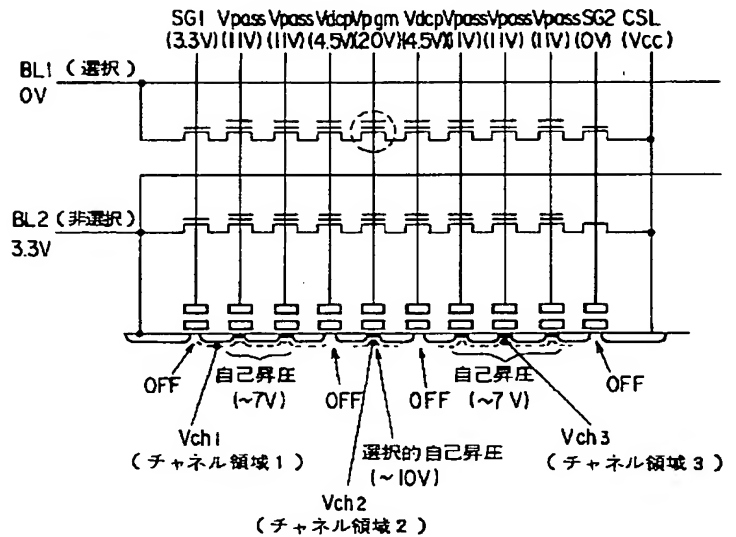 SG1 Vpass Vpass Vdcp Vpgm Vdcp Vpass Vpass Vpass SG2 CSL
(3.3V) (11V) (11V) (4.5V) (20V) (4.5V) (11V) (11V) (11V) (0V) (Vcc)
BL1 (選択)
0V
BL2 (非選択)
3.3V
OFF 自己昇圧 OFF OFF 自己昇圧 OFF
(~7V) (~7V)
Vch1 選択的自己昇圧 Vch3
(チャネル領域1) (~10V) (チャネル領域3)
Vch2
(チャネル領域2)